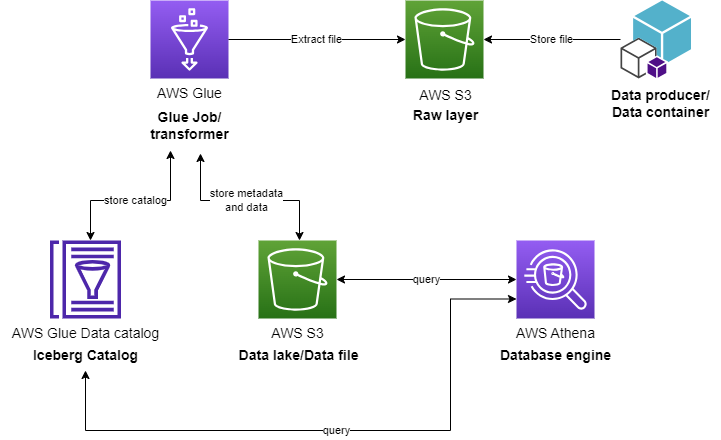 Extract file
Store file
AWS Glue
Glue Job/
transformer
AWS S3
Raw layer
Data producer/
Data container
store catalog
store metadata
and data
query
AWS Glue Data catalog
Iceberg Catalog
AWS S3
Data lake/Data file
AWS Athena
Database engine
query